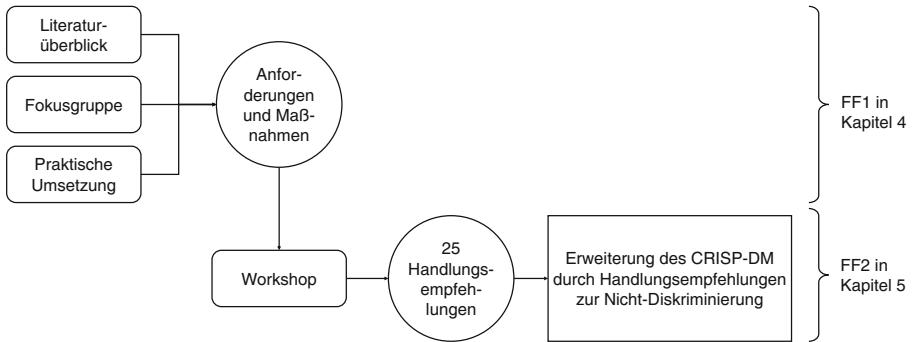 Literatur-
überblick
Fokusgruppe
Praktische
Umsetzung
Anfor-
derungen
und Maß-
nahmen
FF1 in
Kapitel 4
Workshop
25
Handlungs-
empfeh-
lungen
Erweiterung des CRISP-DM
durch Handlungsempfehlungen
zur Nicht-Diskriminierung
FF2 in
Kapitel 5